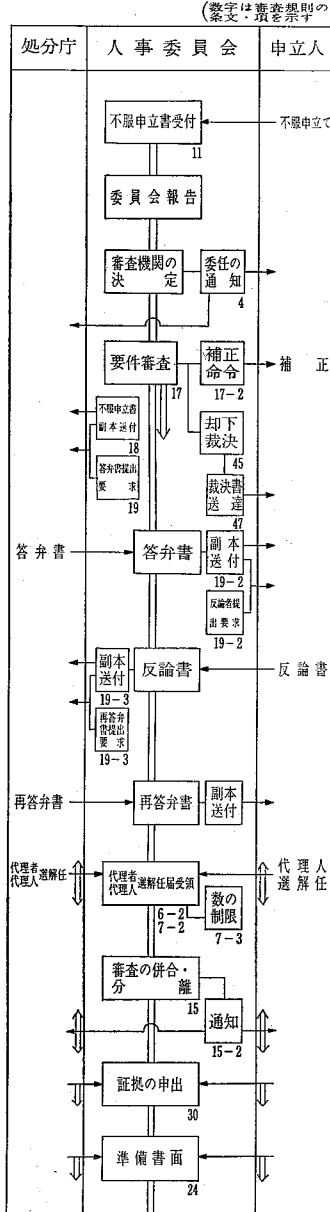 (数字は審査規則の
条文・項を示す
処分庁
人事委員会
申立人
不服申立書受付
不服申立て
11
委員会報告
審査機関の
決定
委任の
通知
4
要件審査
補正
命令
補正
17
17-2
不服申立書
副本送付
18
却下
裁決
45
答弁書提出
要求
19
裁決書
送達
47
答弁書
答弁書
副本
送付
19-2
反論書提
出要求
19-2
副本
送付
反論書
反論書
19-3
再答弁
書提出
要求
19-3
再答弁書
再答弁書
副本
送付
代理者
代理人選解任
代理者
代理人選解任届受領
代理人
選解任
6-2
7-2
数の
制限
7-3
審査の併合・
分離
15
通知
15-2
証拠の申出
30
準備書面
24